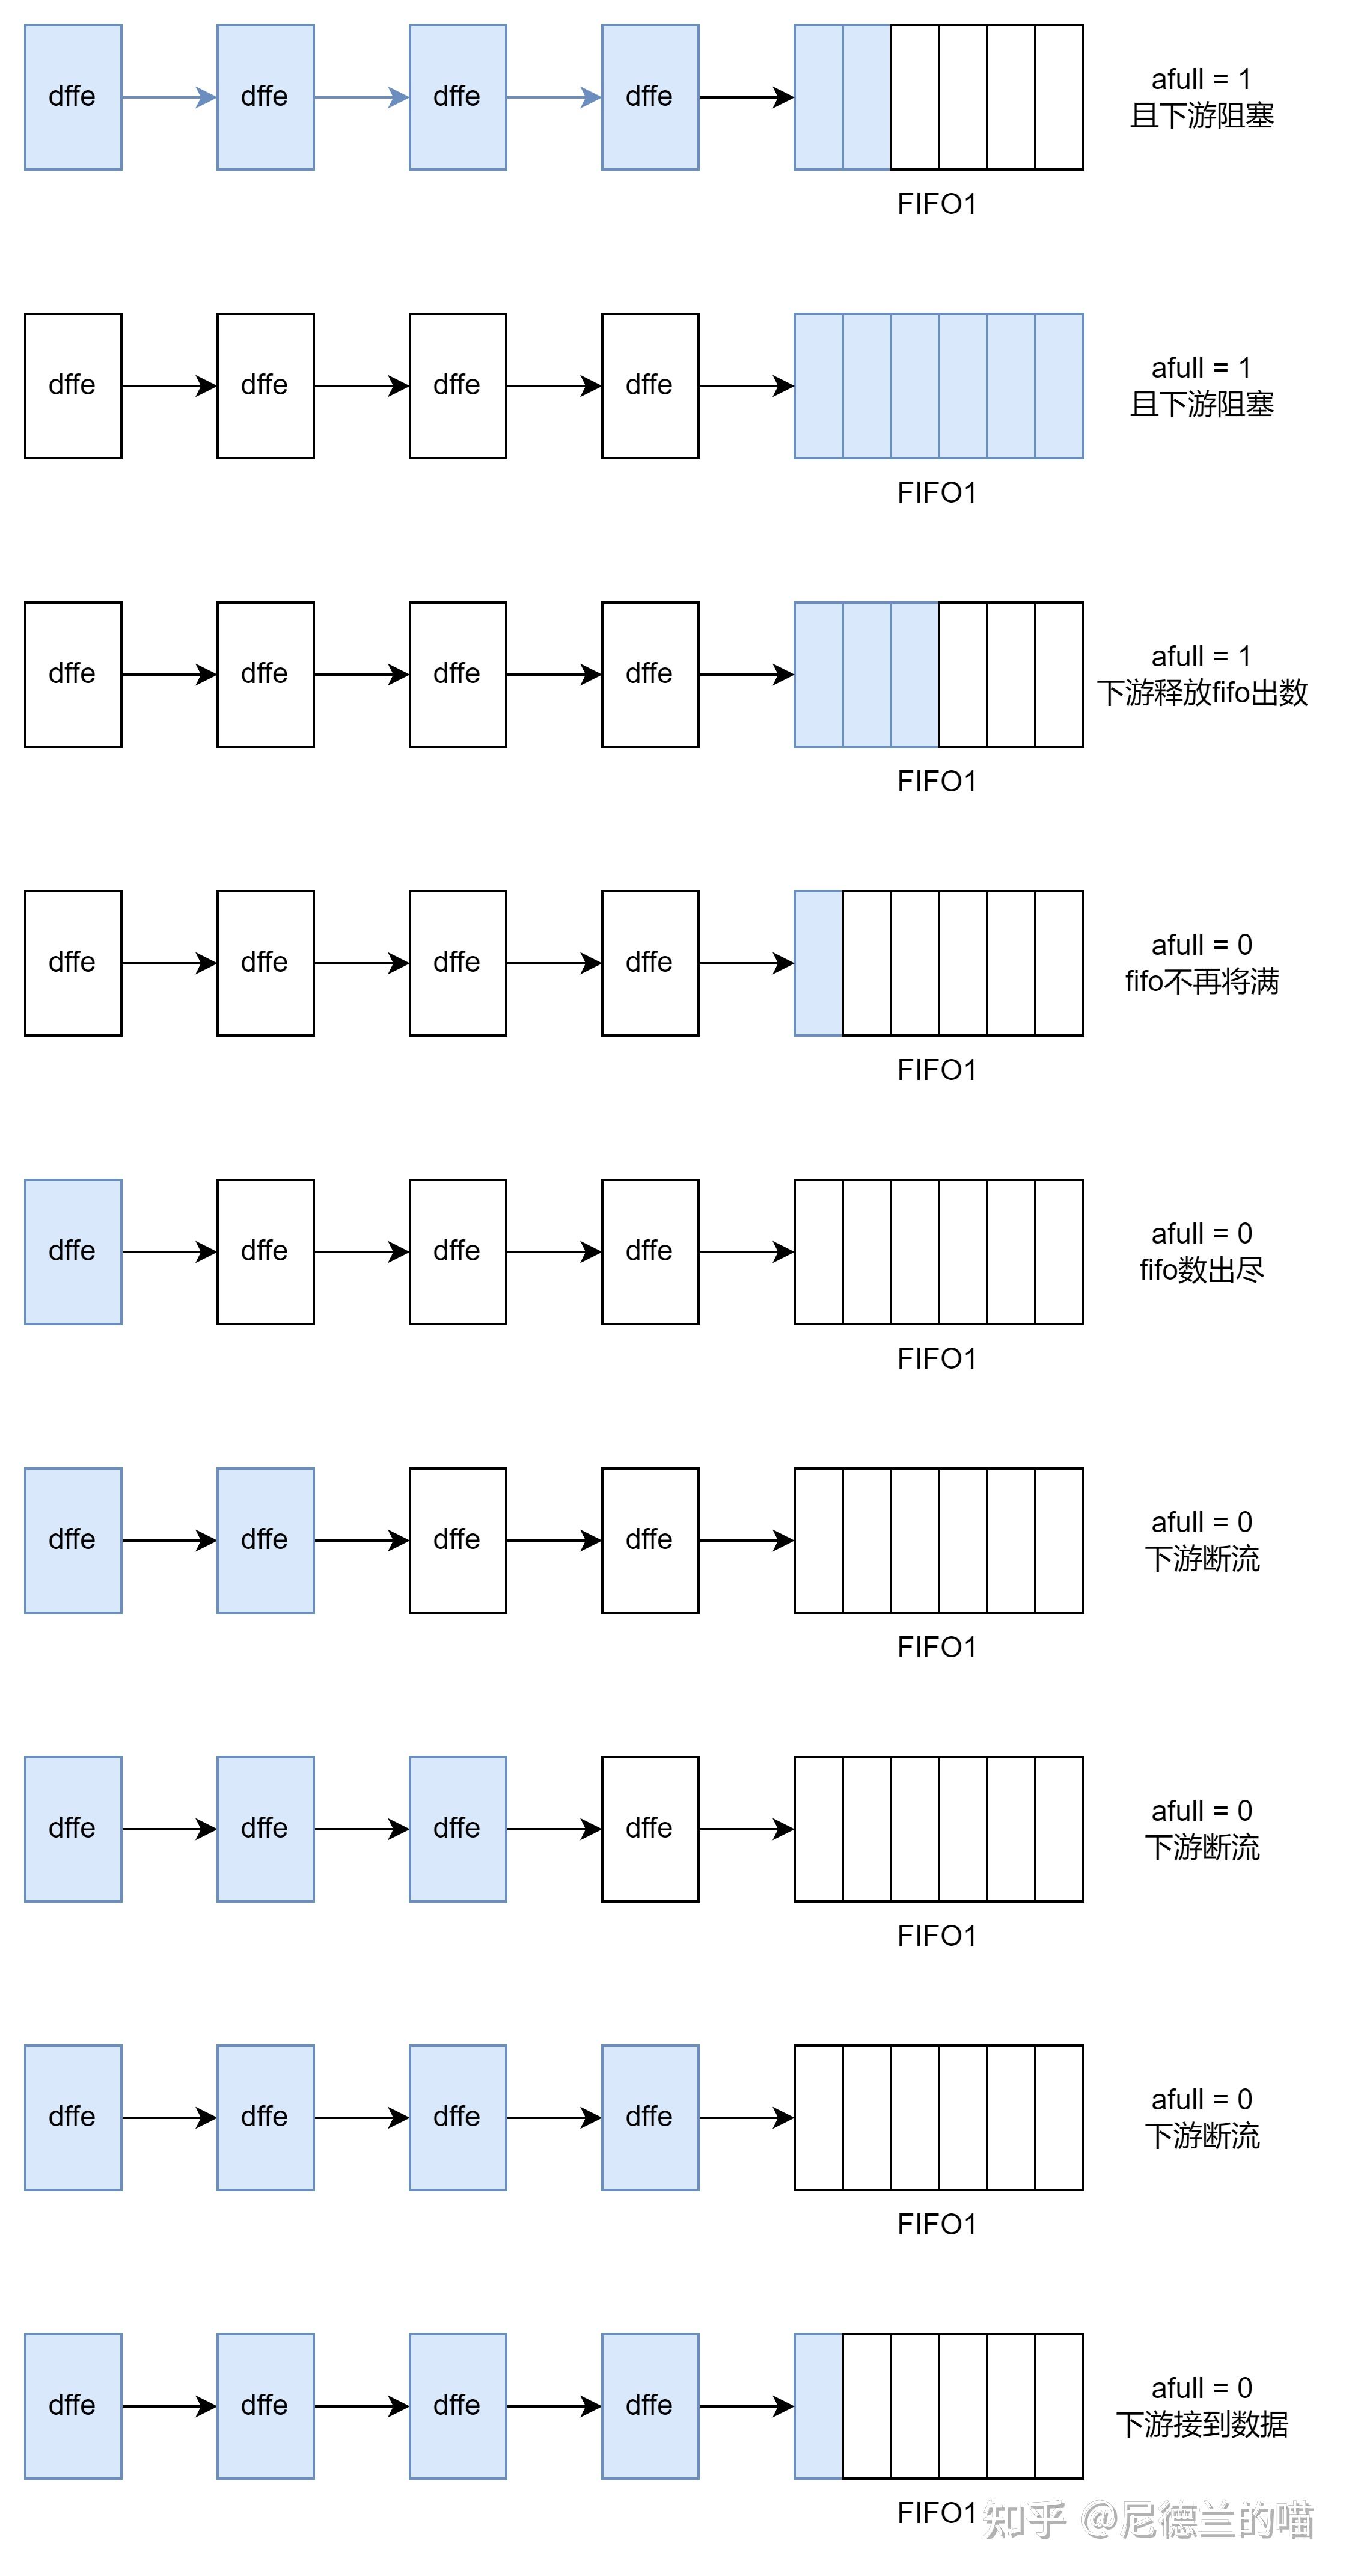 dffe dffe dffe dffe
afull = 1
且下游阻塞
FIFO1
dffe dffe dffe dffe
afull = 1
且下游阻塞
FIFO1
dffe dffe dffe dffe
afull = 1
下游释放fifo出数
FIFO1
dffe dffe dffe dffe
afull = 0
fifo不再将满
FIFO1
dffe dffe dffe dffe
afull = 0
fifo数出尽
FIFO1
dffe dffe dffe dffe
afull = 0
下游断流
FIFO1
dffe dffe dffe dffe
afull = 0
下游断流
FIFO1
dffe dffe dffe dffe
afull = 0
下游断流
FIFO1
dffe dffe dffe dffe
afull = 0
下游接到数据
FIFO1
知乎 @尼德兰的喵